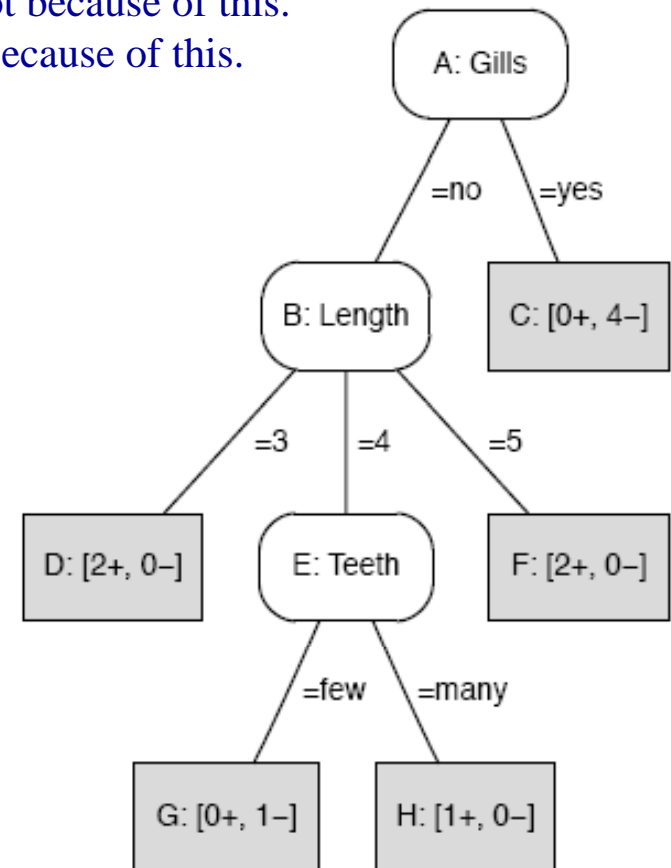 because of this.
ecause of this.
A: Gills
=no
=yes
B: Length
C: [0+, 4−]
=3
=4
=5
D: [2+, 0−]
E: Teeth
F: [2+, 0−]
=few
=many
G: [0+, 1−]
H: [1+, 0−]